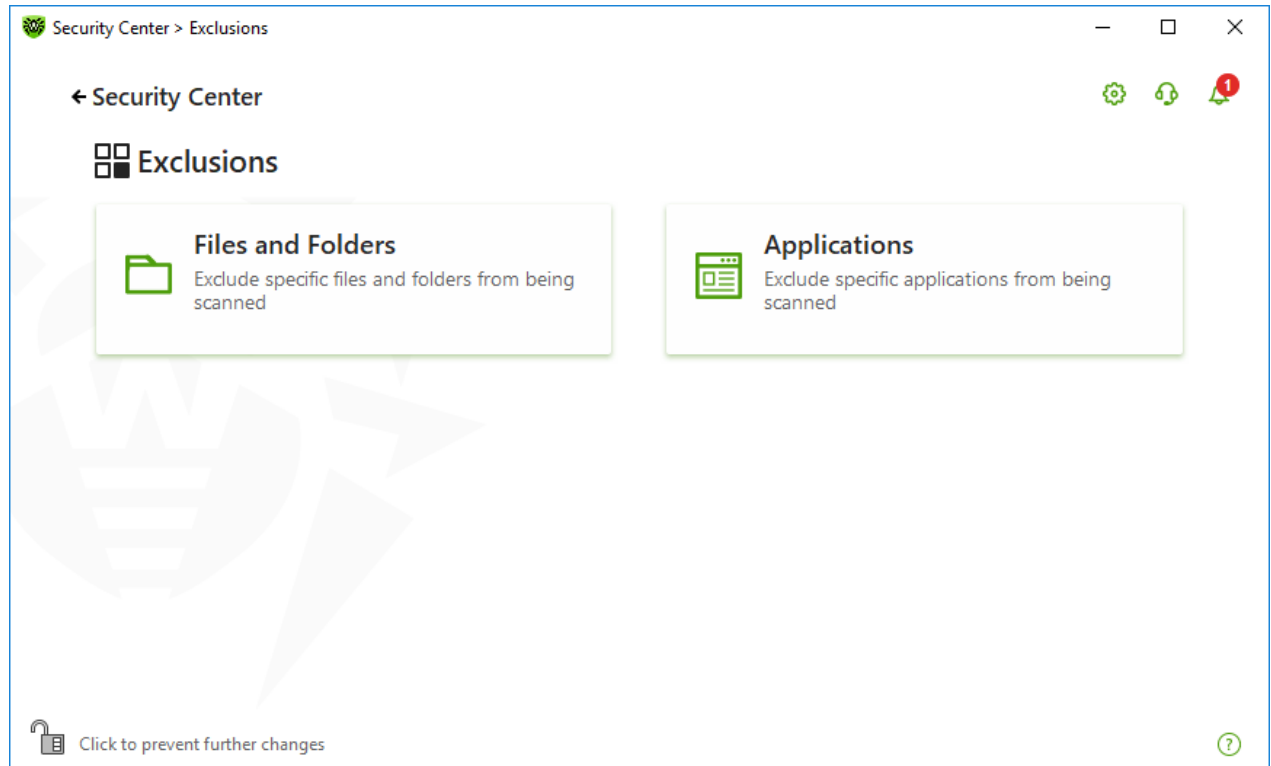 Security Center > Exclusions
Security Center
1
Exclusions
Files and Folders
Exclude specific files and folders from being
scanned
Applications
Exclude specific applications from being
scanned
Click to prevent further changes
?